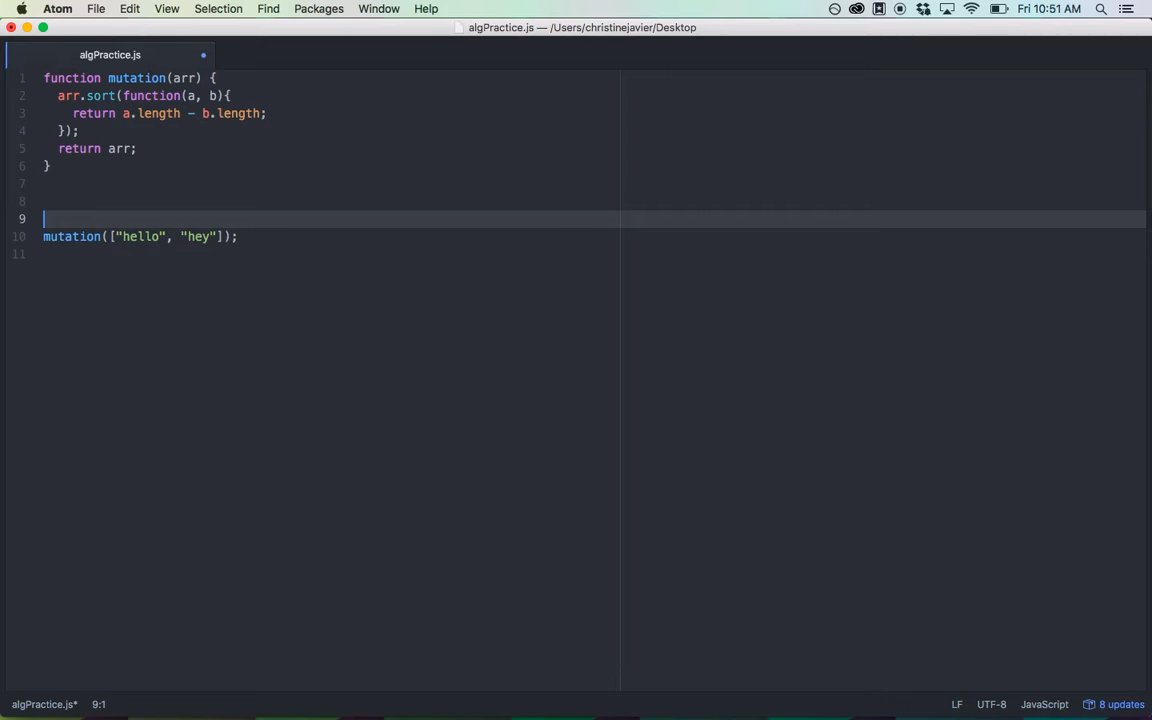 Atom File Edit View Selection Find Packages Window Help Fri 10:51 AM
algPractice.js — /Users/christinejavier/Desktop
algPractice.js
1 function mutation(arr) {
2 arr.sort(function(a, b){
3 return a.length - b.length;
4 });
5 return arr;
6 }
7
8
9
10 mutation(["hello", "hey"]);
11
algPractice.js* 9:1 LF UTF-8 JavaScript 8 updates